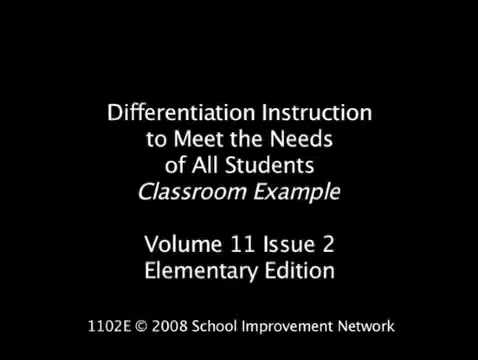 Differentiation Instruction
to Meet the Needs
of All Students
Classroom Example
Volume 11 Issue 2
Elementary Edition
1102E © 2008 School Improvement Network